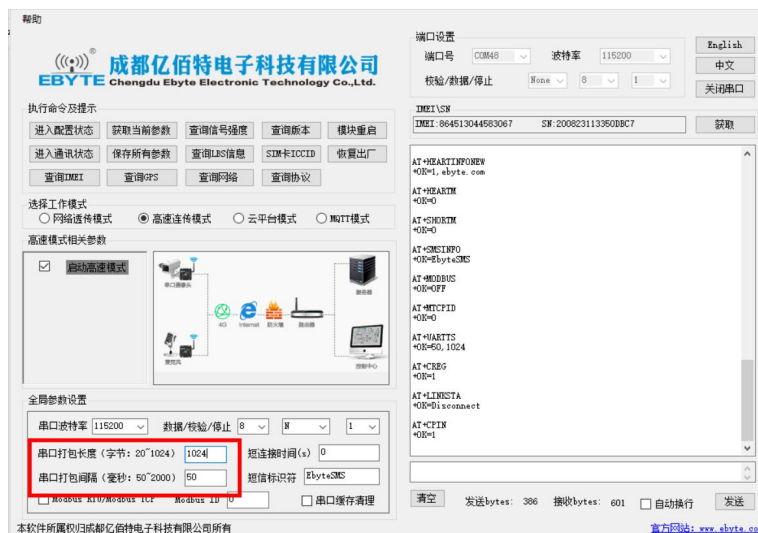 帮助
EBYTE ® 成都亿佰特电子科技有限公司
Chengdu Ebyte Electronic Technology Co.,Ltd.
执行命令及提示
进入配置状态 获取当前参数 查询信号强度 查询版本 模块重启
进入通讯状态 保存所有参数 查询LBS信息 SIM卡ICCID 恢复出厂
查询IMEI 查询GPS 查询网络 查询协议
选择工作模式
网络透传模式 高速连传模式 云平台模式 MQTT模式
高速模式相关参数
启动高速模式
串口摄像头
服务器
4G Internet 防火墙 路由器
麦克风
控制中心
全局参数设置
串口波特率 115200 数据/校验/停止 8 N 1
串口打包长度(字节: 20~1024) 1024 短连接时间(s) 0
串口打包间隔(毫秒: 50~2000) 50 短信标识符 EbyteSMS
Modbus RTU/Modbus TCP Modbus ID 0 串口缓存清理
本软件所属权归成都亿佰特电子科技有限公司所有
端口设置
端口号 COM48 波特率 115200
校验/数据/停止 None 8 1
English
中文
关闭串口
IMEI\SN
IMEI:864513044583067 SN:200823113350DBC7 获取
AT+HEARTINFONEW
+OK=1,ebyte.com
AT+HEARTM
+OK=0
AT+SHORTM
+OK=0
AT+SMSINFO
+OK=EbyteSMS
AT+MODBUS
+OK=OFF
AT+MTCPID
+OK=0
AT+UARTTS
+OK=50,1024
AT+CREG
+OK=1
AT+LINKSTA
+OK=Disconnect
AT+CPIN
+OK=1
清空 发送bytes: 386 接收bytes: 601 自动换行 发送
官方网站: www.ebyte.co